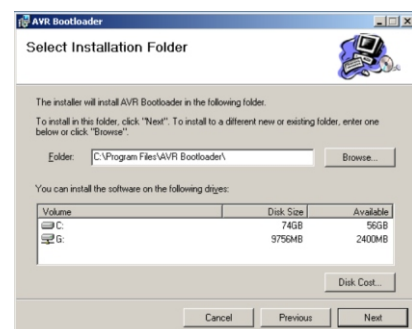 AVR Bootloader
Select Installation Folder
The installer will install AVR Bootloader in the following folder.
To install in this folder, click "Next". To install to a different new or existing folder, enter one
below or click "Browse".
Folder: C:\Program Files\AVR Bootloader\ Browse...
You can install the software on the following drives:
Volume Disk Size Available
C: 74GB 56GB
G: 9756MB 2400MB
Disk Cost...
Cancel Previous Next